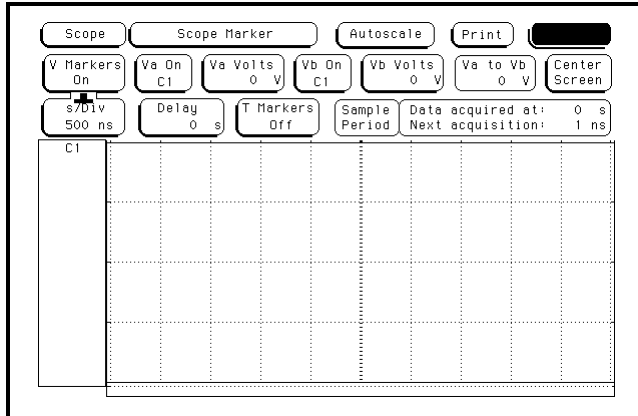 Scope Scope Marker Autoscale Print
V Markers Va On Va Volts Vb On Vb Volts Va to Vb Center
On C1 0 V C1 0 V 0 V Screen
s/Div Delay T Markers Sample Data acquired at: 0 s
500 ns 0 s Off Period Next acquisition: 1 ns
C1